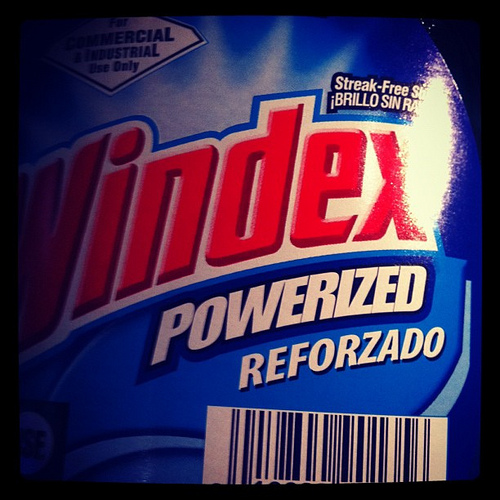 For
COMMERCIAL
& INDUSTRIAL
Use Only
Streak-Free
¡BRILLO SIN
Windex
POWERIZED
REFORZADO